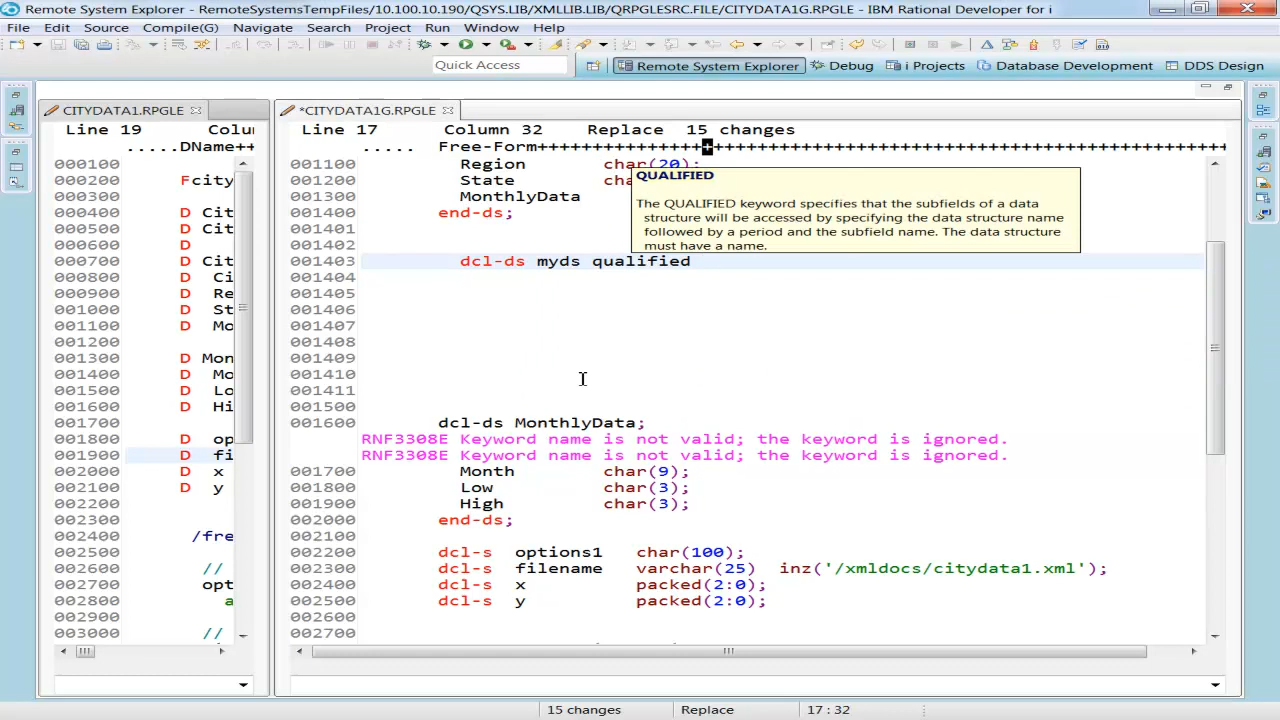 Remote System Explorer - RemoteSystemsTempFiles/10.100.10.190/QSYS.LIB/XMLLIB.LIB/QRPGLESRC.FILE/CITYDATA1G.RPGLE - IBM Rational Developer for i
File Edit Source Compile(G) Navigate Search Project Run Window Help
Quick Access Remote System Explorer Debug i Projects Database Development DDS Design
CITYDATA1.RPGLE
Line 19 Column
.....DName++
000100
000200 Fcity
000300
000400 D Cit
000500 D Cit
000600 D
000700 D Cit
000800 D Ci
000900 D Re
001000 D St
001100 D Mo
001300 D Mon
001400 D Mo
001500 D Lo
001600 D Hi
001700
001800 D op
001900 D fi
002000 D x
002100 D y
002200
002300
002400 /fre
002500
002600 //
002700 opt
002800 a
002900
003000 //
*CITYDATA1G.RPGLE
Line 17 Column 32 Replace 15 changes
..... Free-Form++++++++++++++++++++++++++++++++++++++++++++++++++++++++++++++
001100 Region char(20);
001200 State cha
001300 MonthlyData
001400 end-ds;
001401
001402
001403 dcl-ds myds qualified
001404
001405
001406
001407
001408
001409
001410
001411
001500
001600 dcl-ds MonthlyData;
RNF3308E Keyword name is not valid; the keyword is ignored.
RNF3308E Keyword name is not valid; the keyword is ignored.
001700 Month char(9);
001800 Low char(3);
001900 High char(3);
002000 end-ds;
002100
002200 dcl-s options1 char(100);
002300 dcl-s filename varchar(25) inz('/xmldocs/citydata1.xml');
002400 dcl-s x packed(2:0);
002500 dcl-s y packed(2:0);
002600
002700
QUALIFIED
The QUALIFIED keyword specifies that the subfields of a data
structure will be accessed by specifying the data structure name
followed by a period and the subfield name. The data structure
must have a name.
15 changes Replace 17 : 32